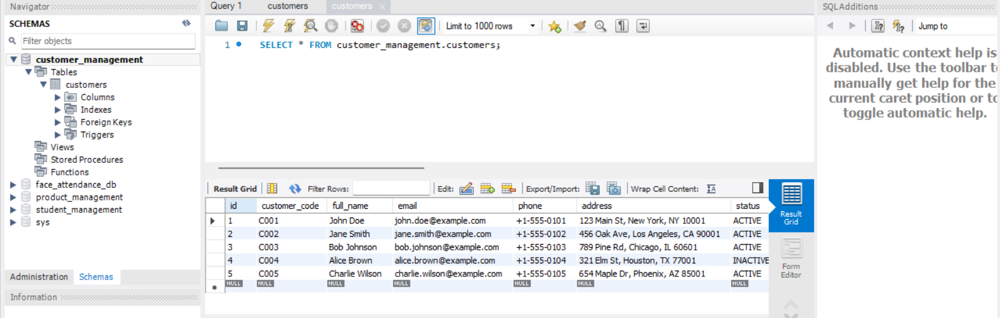 Navigator
SCHEMAS
Filter objects
customer_management
Tables
customers
Columns
Indexes
Foreign Keys
Triggers
Views
Stored Procedures
Functions
face_attendance_db
product_management
student_management
sys
Administration Schemas
Information
Query 1 customers customers
Limit to 1000 rows
1 SELECT * FROM customer_management.customers;
Result Grid Filter Rows: Edit: Export/Import: Wrap Cell Content:
id customer_code full_name email phone address status
1 C001 John Doe john.doe@example.com +1-555-0101 123 Main St, New York, NY 10001 ACTIVE
2 C002 Jane Smith jane.smith@example.com +1-555-0102 456 Oak Ave, Los Angeles, CA 90001 ACTIVE
3 C003 Bob Johnson bob.johnson@example.com +1-555-0103 789 Pine Rd, Chicago, IL 60601 ACTIVE
4 C004 Alice Brown alice.brown@example.com +1-555-0104 321 Elm St, Houston, TX 77001 INACTIVE
5 C005 Charlie Wilson charlie.wilson@example.com +1-555-0105 654 Maple Dr, Phoenix, AZ 85001 ACTIVE
NULL NULL NULL NULL NULL NULL NULL
Result
Grid
Form
Editor
SQLAdditions
Jump to
Automatic context help is
disabled. Use the toolbar to
manually get help for the
current caret position or to
toggle automatic help.